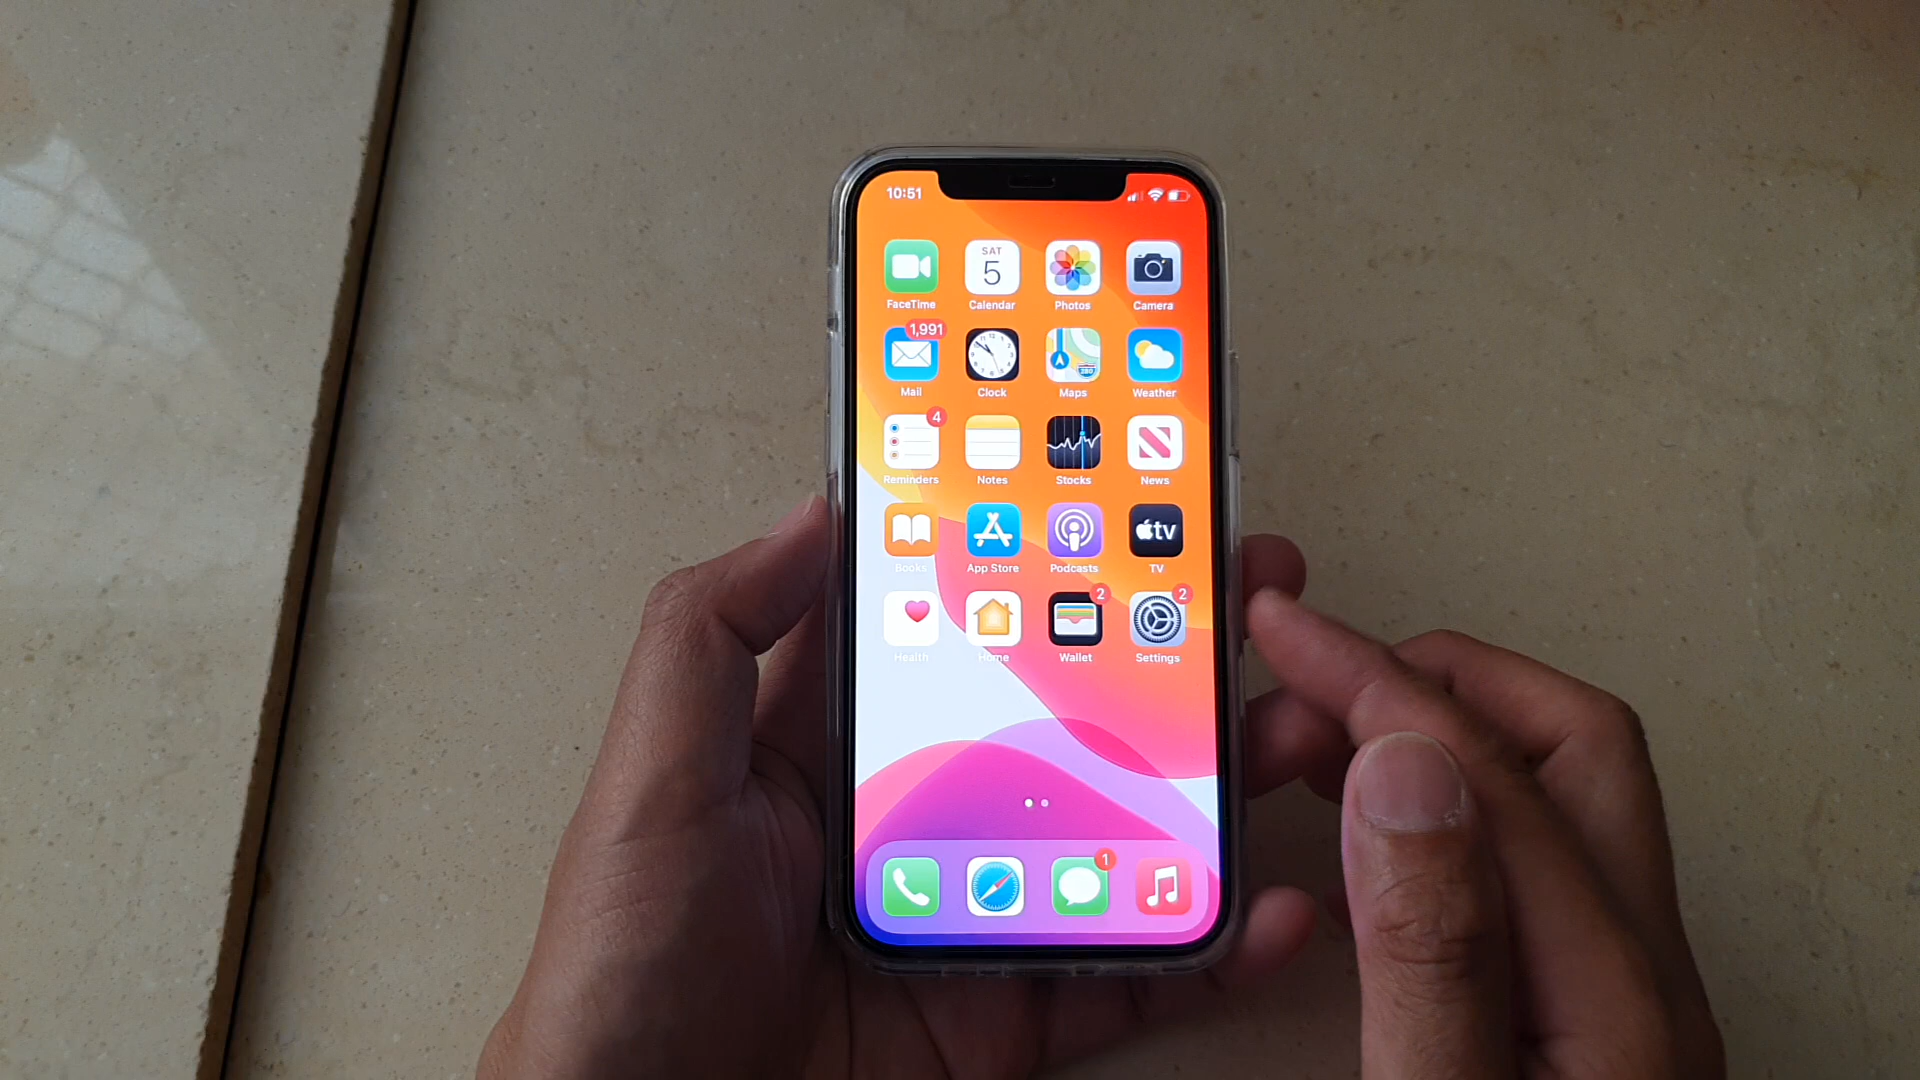 10:51
SAT
5
FaceTime Calendar Photos Camera
1,991
280
Mail Clock Maps Weather
4
Reminders Notes Stocks News
tv
Books App Store Podcasts TV
2 2
Health Home Wallet Settings
1